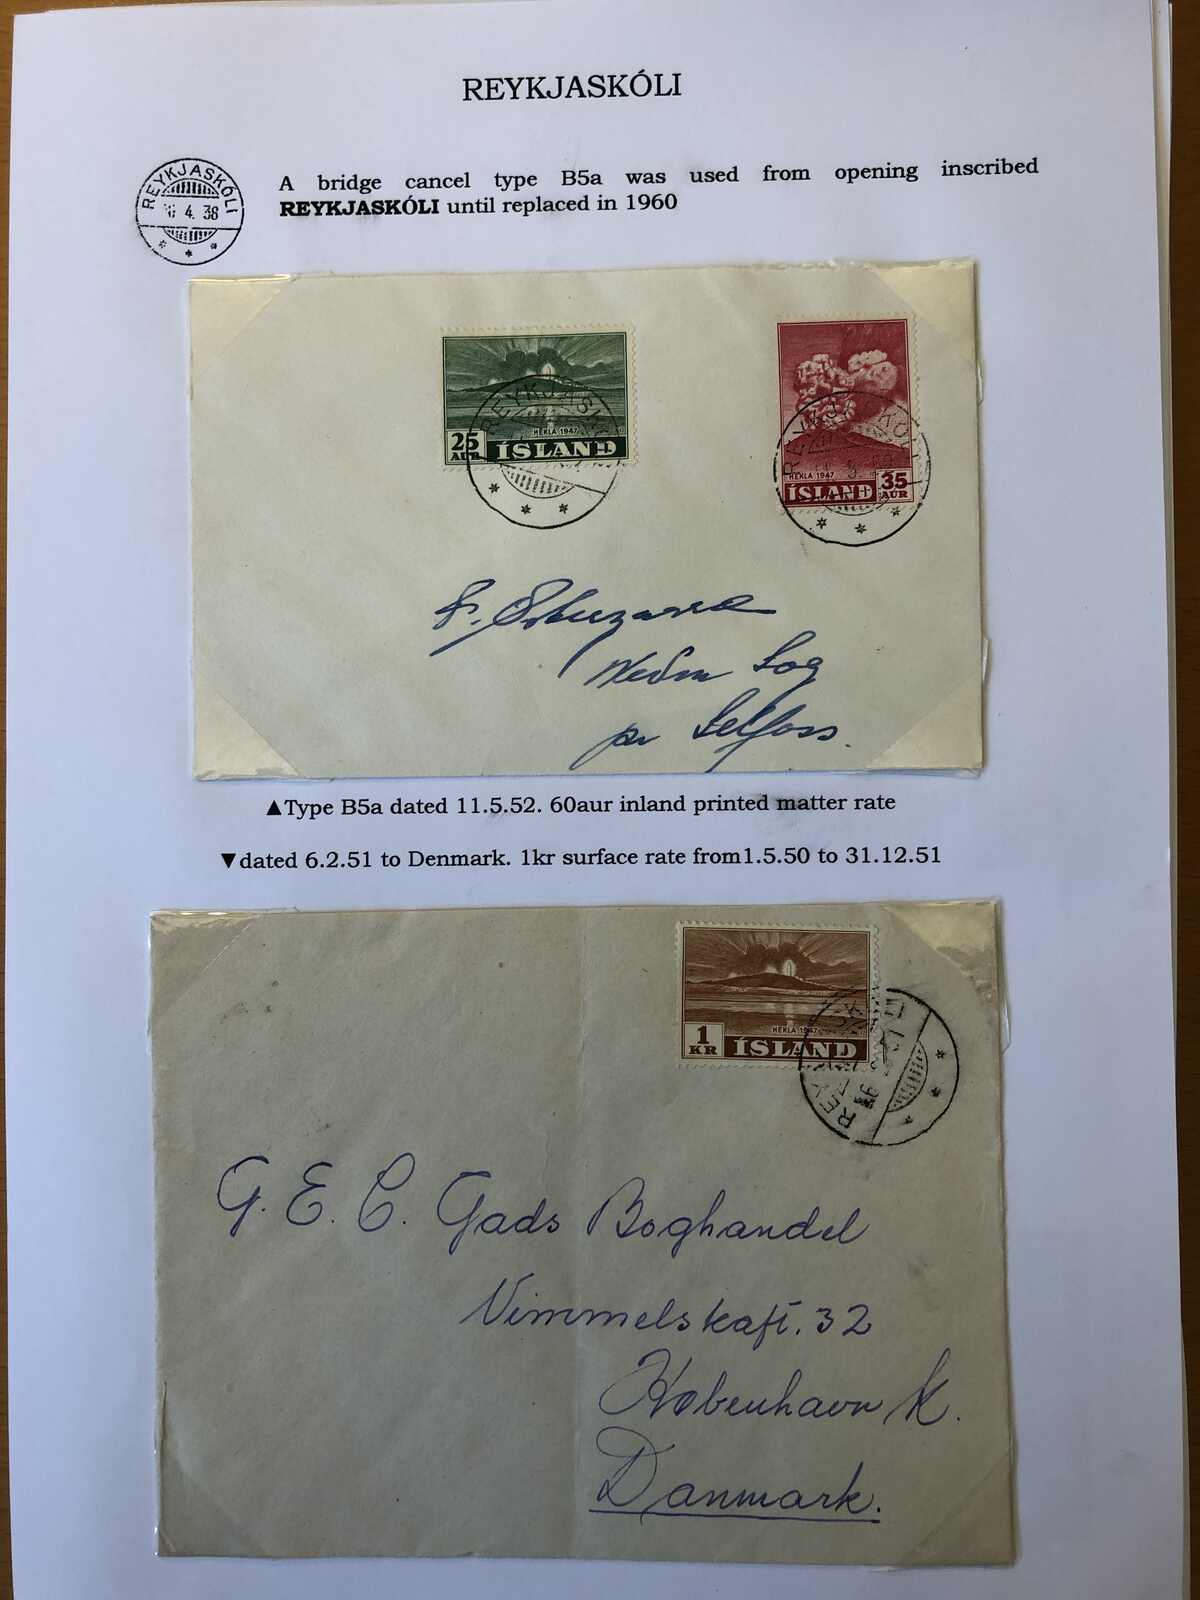 REYKJASKÓLI
REYKJASKÓLI
4. 38
A bridge cancel type B5a was used from opening inscribed
REYKJASKÓLI until replaced in 1960
HEKLA 1947
25
AUR
ÍSLAND
HEKLA 1947
ÍSLAND
35
AUR
Selfoss.
▲Type B5a dated 11.5.52. 60aur inland printed matter rate
▼dated 6.2.51 to Denmark. 1kr surface rate from1.5.50 to 31.12.51
HEKLA 1947
1
KR
ÍSLAND
G. E. C. Gads Boghandel
Vimmelskaft. 32
København K.
Danmark.